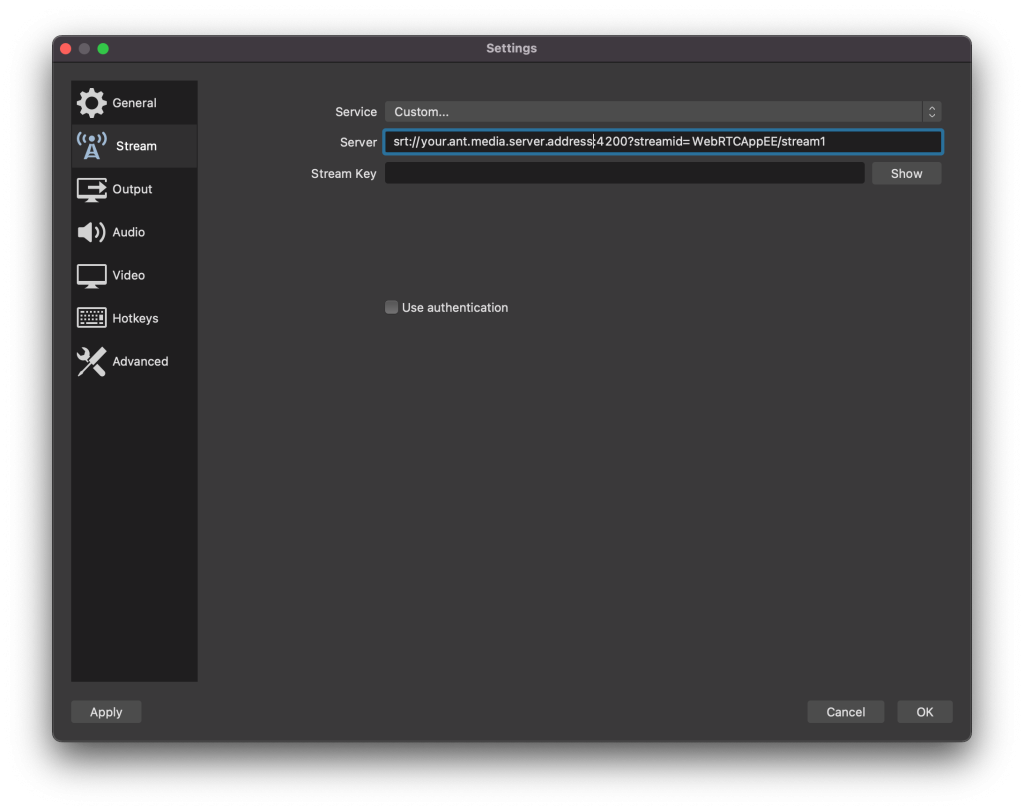 Settings
General
Stream
Output
Audio
Video
Hotkeys
Advanced
Service Custom...
Server srt://your.ant.media.server.address:4200?streamid=WebRTCAppEE/stream1
Stream Key Show
Use authentication
Apply Cancel OK